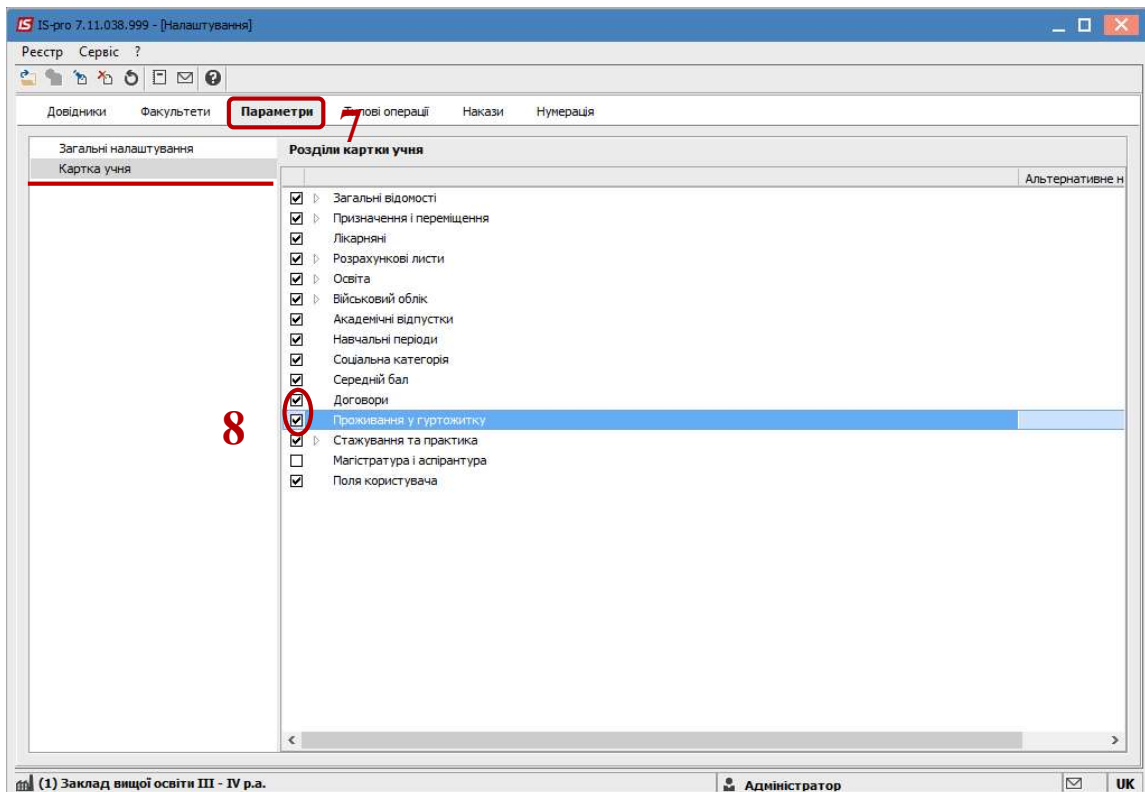 IS-pro 7.11.038.999 - [Налаштування]
Реєстр Сервіс ?
Довідники Факультети Параметри Типові операції Накази Нумерація
7
Загальні налаштування
Картка учня
Розділи картки учня
Альтернативне н
Загальні відомості
Призначення і переміщення
Лікарняні
Розрахункові листи
Освіта
Військовий облік
Академічні відпустки
Навчальні періоди
Соціальна категорія
Середній бал
Договори
Проживання у гуртожитку
8
Стажування та практика
Магістратура і аспірантура
Поля користувача
(1) Заклад вищої освіти III - IV р.а. Адміністратор UK